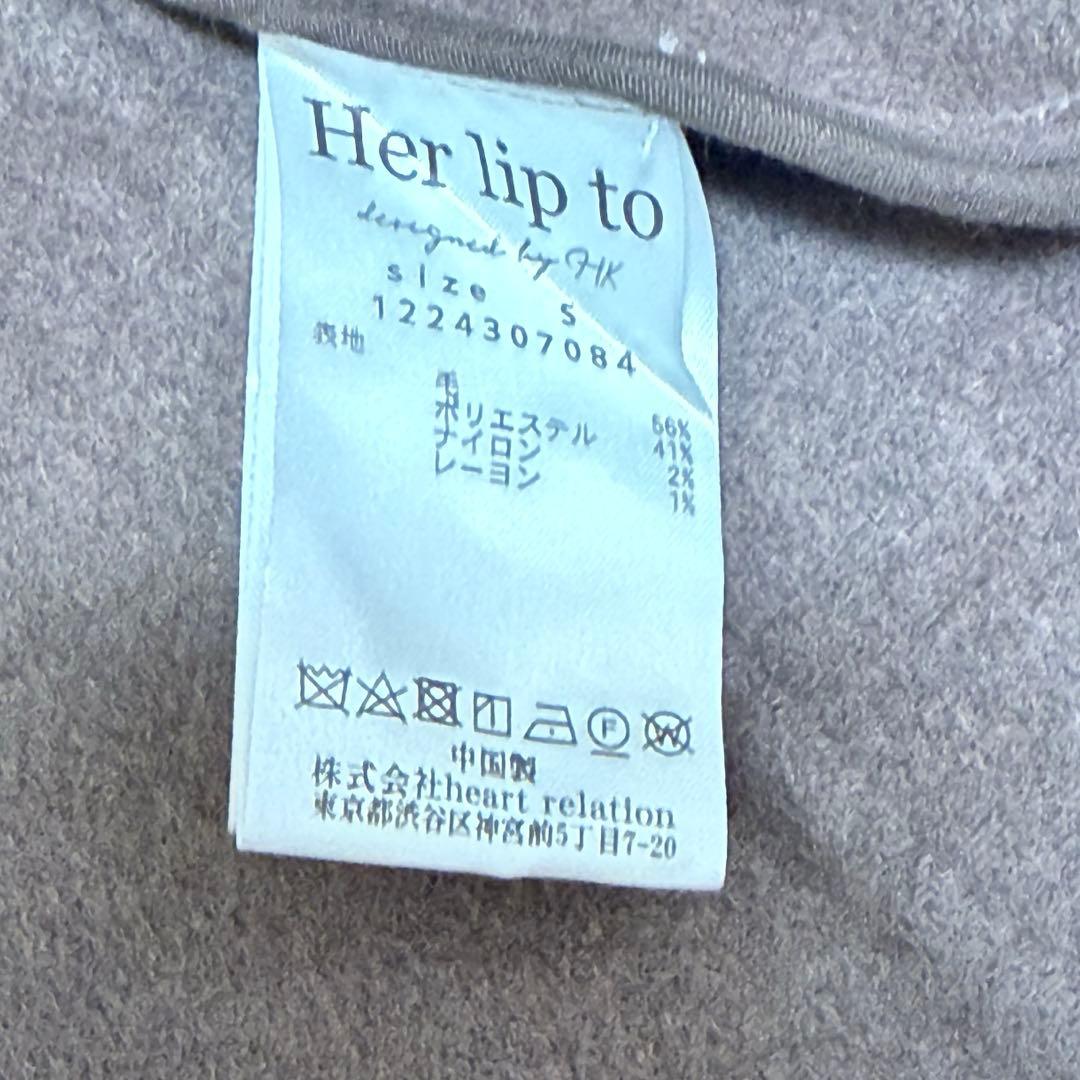 Her lip to
designed by HK
size S
1224307084
表地
毛 56%
ポリエステル 41%
ナイロン 2%
レーヨン 1%
F
W
中国製
株式会社heart relation
東京都渋谷区神宮前5丁目7-20